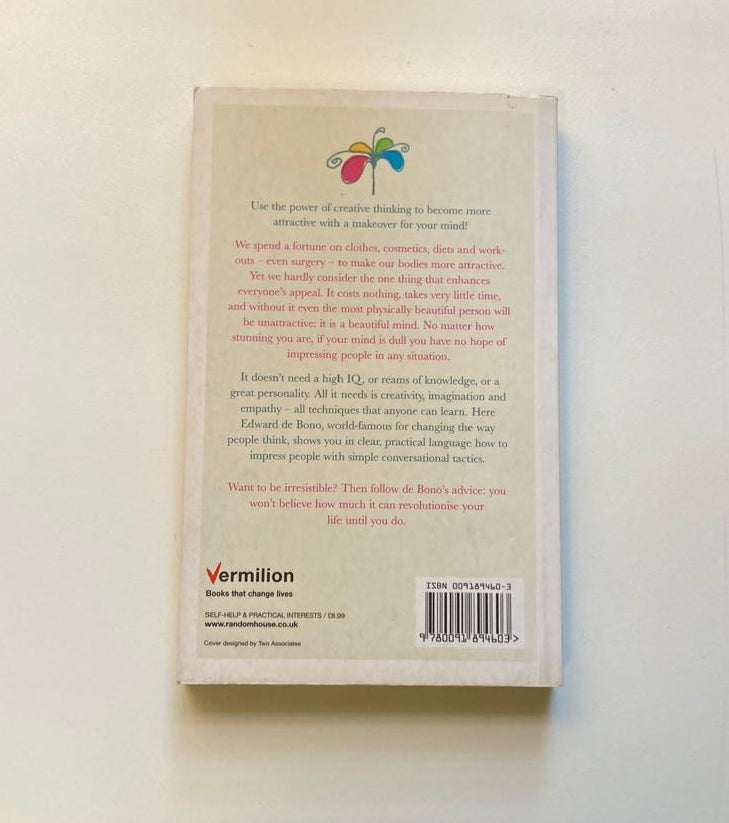 Use the power of creative thinking to become more
attractive with a makeover for your mind!
We spend a fortune on clothes, cosmetics, diets and work-
outs – even surgery – to make our bodies more attractive.
Yet we hardly consider the one thing that enhances
everyone's appeal. It costs nothing, takes very little time,
and without it even the most physically beautiful person will
be unattractive: it is a beautiful mind. No matter how
stunning you are, if your mind is dull you have no hope of
impressing people in any situation.
It doesn't need a high IQ, or reams of knowledge, or a
great personality. All it needs is creativity, imagination and
empathy – all techniques that anyone can learn. Here
Edward de Bono, world-famous for changing the way
people think, shows you in clear, practical language how to
impress people with simple conversational tactics.
Want to be irresistible? Then follow de Bono's advice: you
won't believe how much it can revolutionise your
life until you do.
Vermilion
Books that change lives
SELF-HELP & PRACTICAL INTERESTS / £8.99
www.randomhouse.co.uk
Cover designed by Two Associates
ISBN 009189460-3
9 780091 894603 >